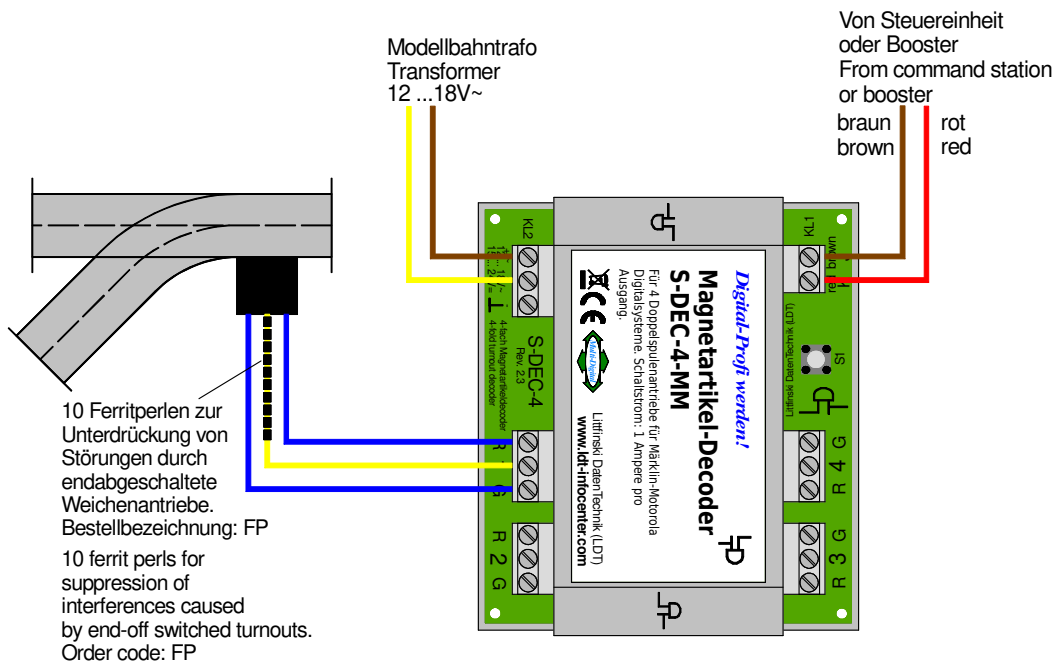 Von Steuereinheit
oder Booster
From command station
or booster
braun
brown
rot
red
Modellbahntrafo
Transformer
12 ...18V~
KL2
KL1
red brown
S1
Littfinski DatenTechnik (LDT)
S-DEC-4
Rev. 2.3
4-fach Magnetartikeldecoder
4-fold turnout decoder
Digital-Profi werden!
Magnetartikel-Decoder
S-DEC-4-MM
Für 4 Doppelspulenantriebe für Märklin-Motorola
Digitalsysteme. Schaltstrom: 1 Ampere pro
Ausgang.
CE
Multi-Digital
Littfinski DatenTechnik (LDT)
www.ldt-infocenter.com
R
G
R 2 G
R 4 G
R 3 G
10 Ferritperlen zur
Unterdrückung von
Störungen durch
endabgeschaltete
Weichenantriebe.
Bestellbezeichnung: FP
10 ferrit perls for
suppression of
interferences caused
by end-off switched turnouts.
Order code: FP